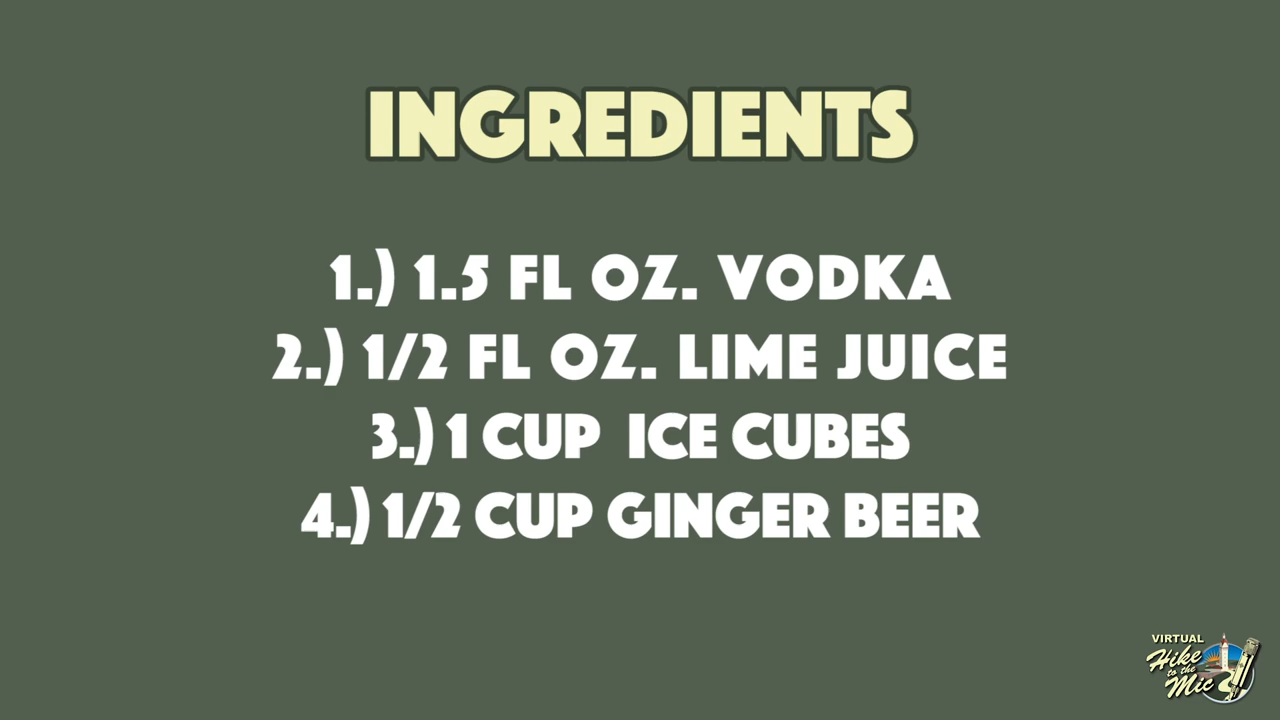 INGREDIENTS
1.) 1.5 FL OZ. VODKA
2.) 1/2 FL OZ. LIME JUICE
3.) 1 CUP  ICE CUBES
4.) 1/2 CUP GINGER BEER
VIRTUAL
Hike
to the
Mic